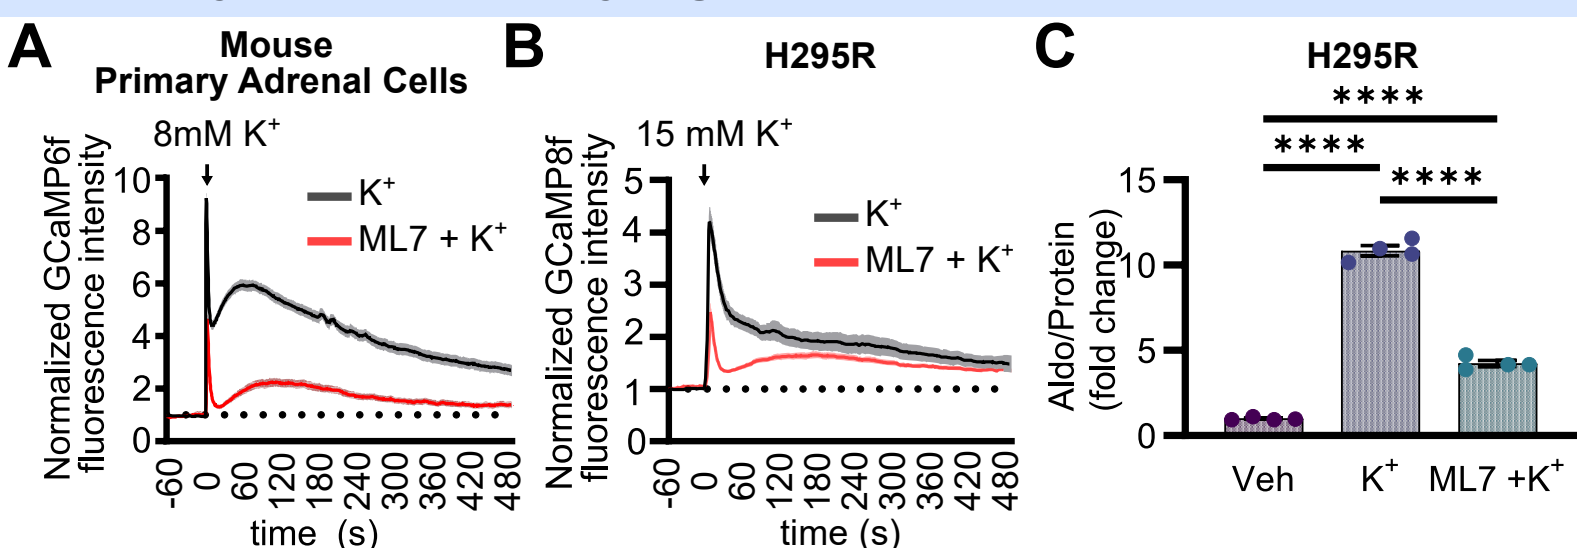 A
Mouse
Primary Adrenal Cells
8mM K⁺
Normalized GCaMP6f
fluorescence intensity
10
8
6
4
2
0
K⁺
ML7 + K⁺
-60
0
60
120
180
240
300
360
420
480
time (s)
B
H295R
15 mM K⁺
Normalized GCaMP8f
fluorescence intensity
5
4
3
2
1
0
K⁺
ML7 + K⁺
-60
0
60
120
180
240
300
360
420
480
time (s)
C
H295R
****
****
****
Aldo/Protein
(fold change)
15
10
5
0
Veh
K⁺
ML7 +K⁺